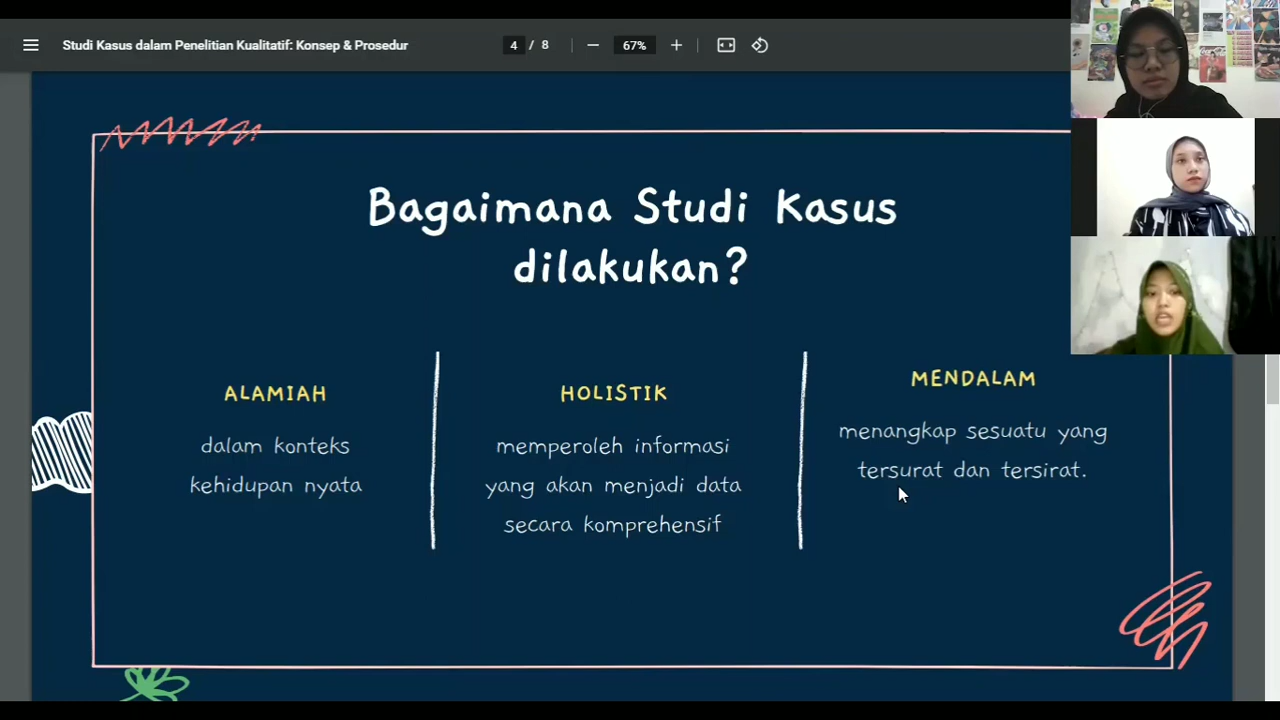 Studi Kasus dalam Penelitian Kualitatif: Konsep & Prosedur
4 / 8
67%
Bagaimana Studi Kasus
dilakukan?
ALAMIAH
dalam konteks
kehidupan nyata
HOLISTIK
memperoleh informasi
yang akan menjadi data
secara komprehensif
MENDALAM
menangkap sesuatu yang
tersurat dan tersirat.